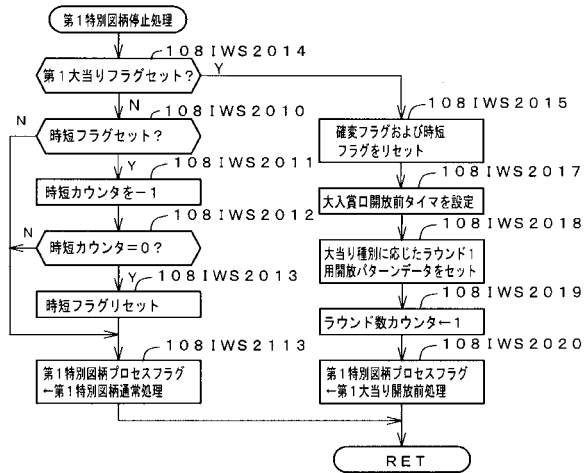 第1特別図柄停止処理
108IWS2014
第1大当りフラグセット?
Y
N
108IWS2010
N
時短フラグセット?
Y
108IWS2011
時短カウンタを−1
108IWS2012
N
時短カウンタ=0?
Y
108IWS2013
時短フラグリセット
108IWS2113
第1特別図柄プロセスフラグ
←第1特別図柄通常処理
108IWS2015
確変フラグおよび時短
フラグをリセット
108IWS2017
大入賞口開放前タイマを設定
108IWS2018
大当り種別に応じたラウンド1
用開放パターンデータをセット
108IWS2019
ラウンド数カウンタ←1
108IWS2020
第1特別図柄プロセスフラグ
←第1大当り開放前処理
RET